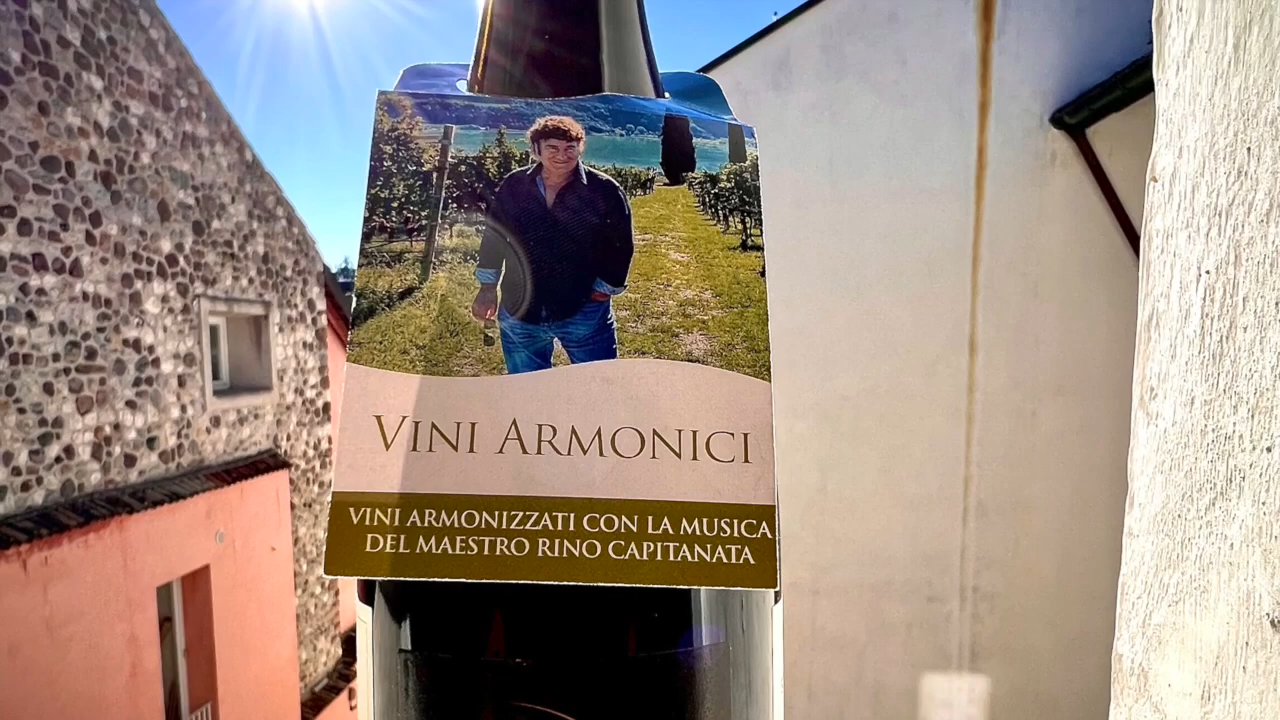 VINI ARMONICI
VINI ARMONIZZATI CON LA MUSICA
DEL MAESTRO RINO CAPITANATA